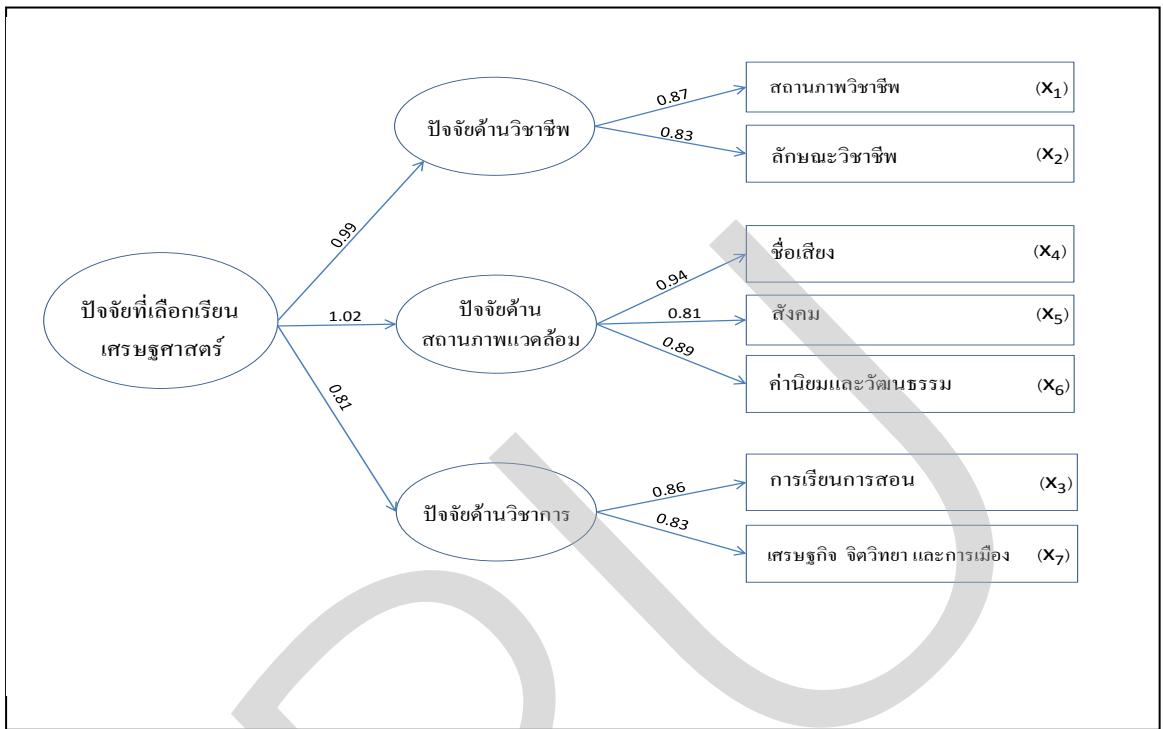 สถานภาพวิชาชีพ (X1)
0.87
ปัจจัยด้านวิชาชีพ
0.83
ลักษณะวิชาชีพ (X2)
0.99
ชื่อเสียง (X4)
0.94
ปัจจัยที่เลือกเรียน
เศรษฐศาสตร์
1.02
ปัจจัยด้าน
สถานภาพแวดล้อม
0.81
สังคม (X5)
0.89
ค่านิยมและวัฒนธรรม (X6)
0.81
การเรียนการสอน (X3)
0.86
ปัจจัยด้านวิชาการ
0.83
เศรษฐกิจ จิตวิทยา และการเมือง (X7)